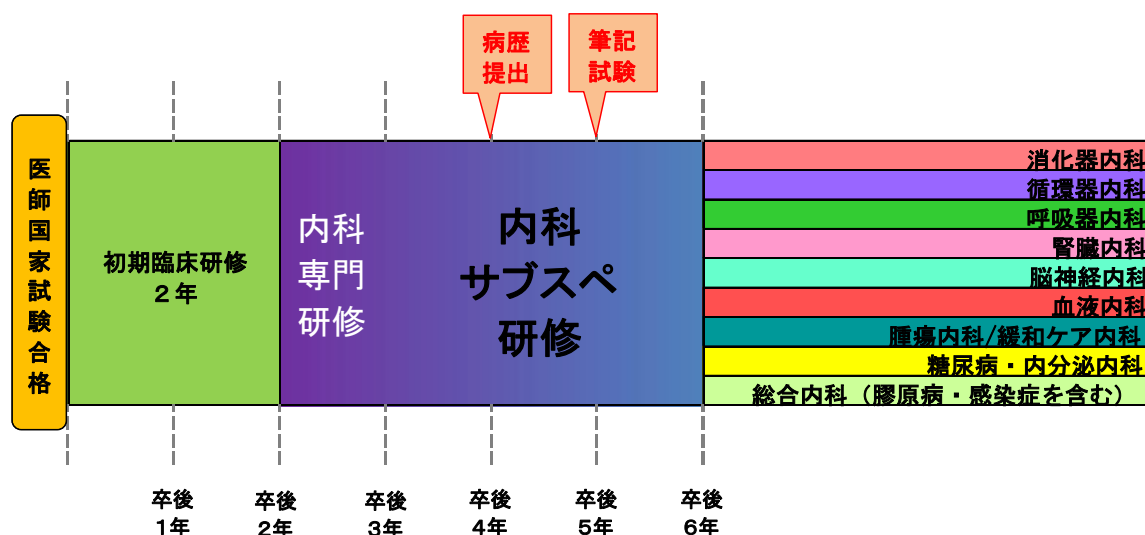 病歴
提出
筆記
試験
医師国家試験合格
初期臨床研修
２年
内科
専門
研修
内科
サブスペ
研修
消化器内科
循環器内科
呼吸器内科
腎臓内科
脳神経内科
血液内科
腫瘍内科/緩和ケア内科
糖尿病・内分泌内科
総合内科（膠原病・感染症を含む）
卒後
1年
卒後
2年
卒後
3年
卒後
4年
卒後
5年
卒後
6年